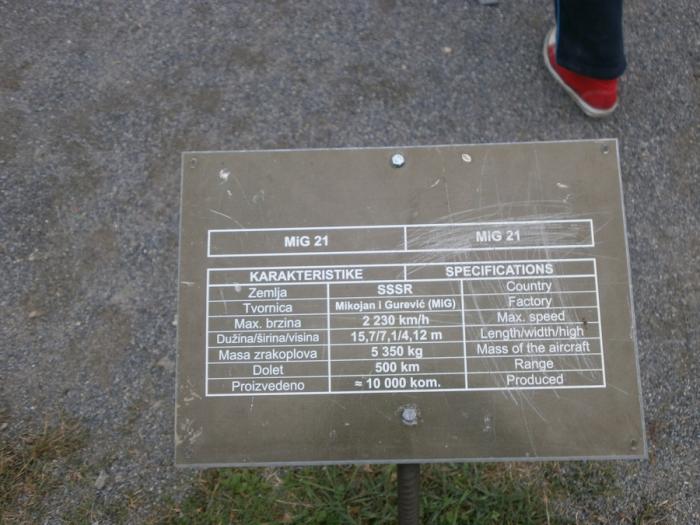 MiG 21 MiG 21
KARAKTERISTIKE SPECIFICATIONS
Zemlja SSSR Country
Tvornica Mikojan i Gurević (MIG) Factory
Max. brzina 2 230 km/h Max. speed
Dužina/širina/visina 15,7/7,1/4,12 m Length/width/high
Masa zrakoplova 5 350 kg Mass of the aircraft
Dolet 500 km Range
Proizvedeno ≈ 10 000 kom. Produced